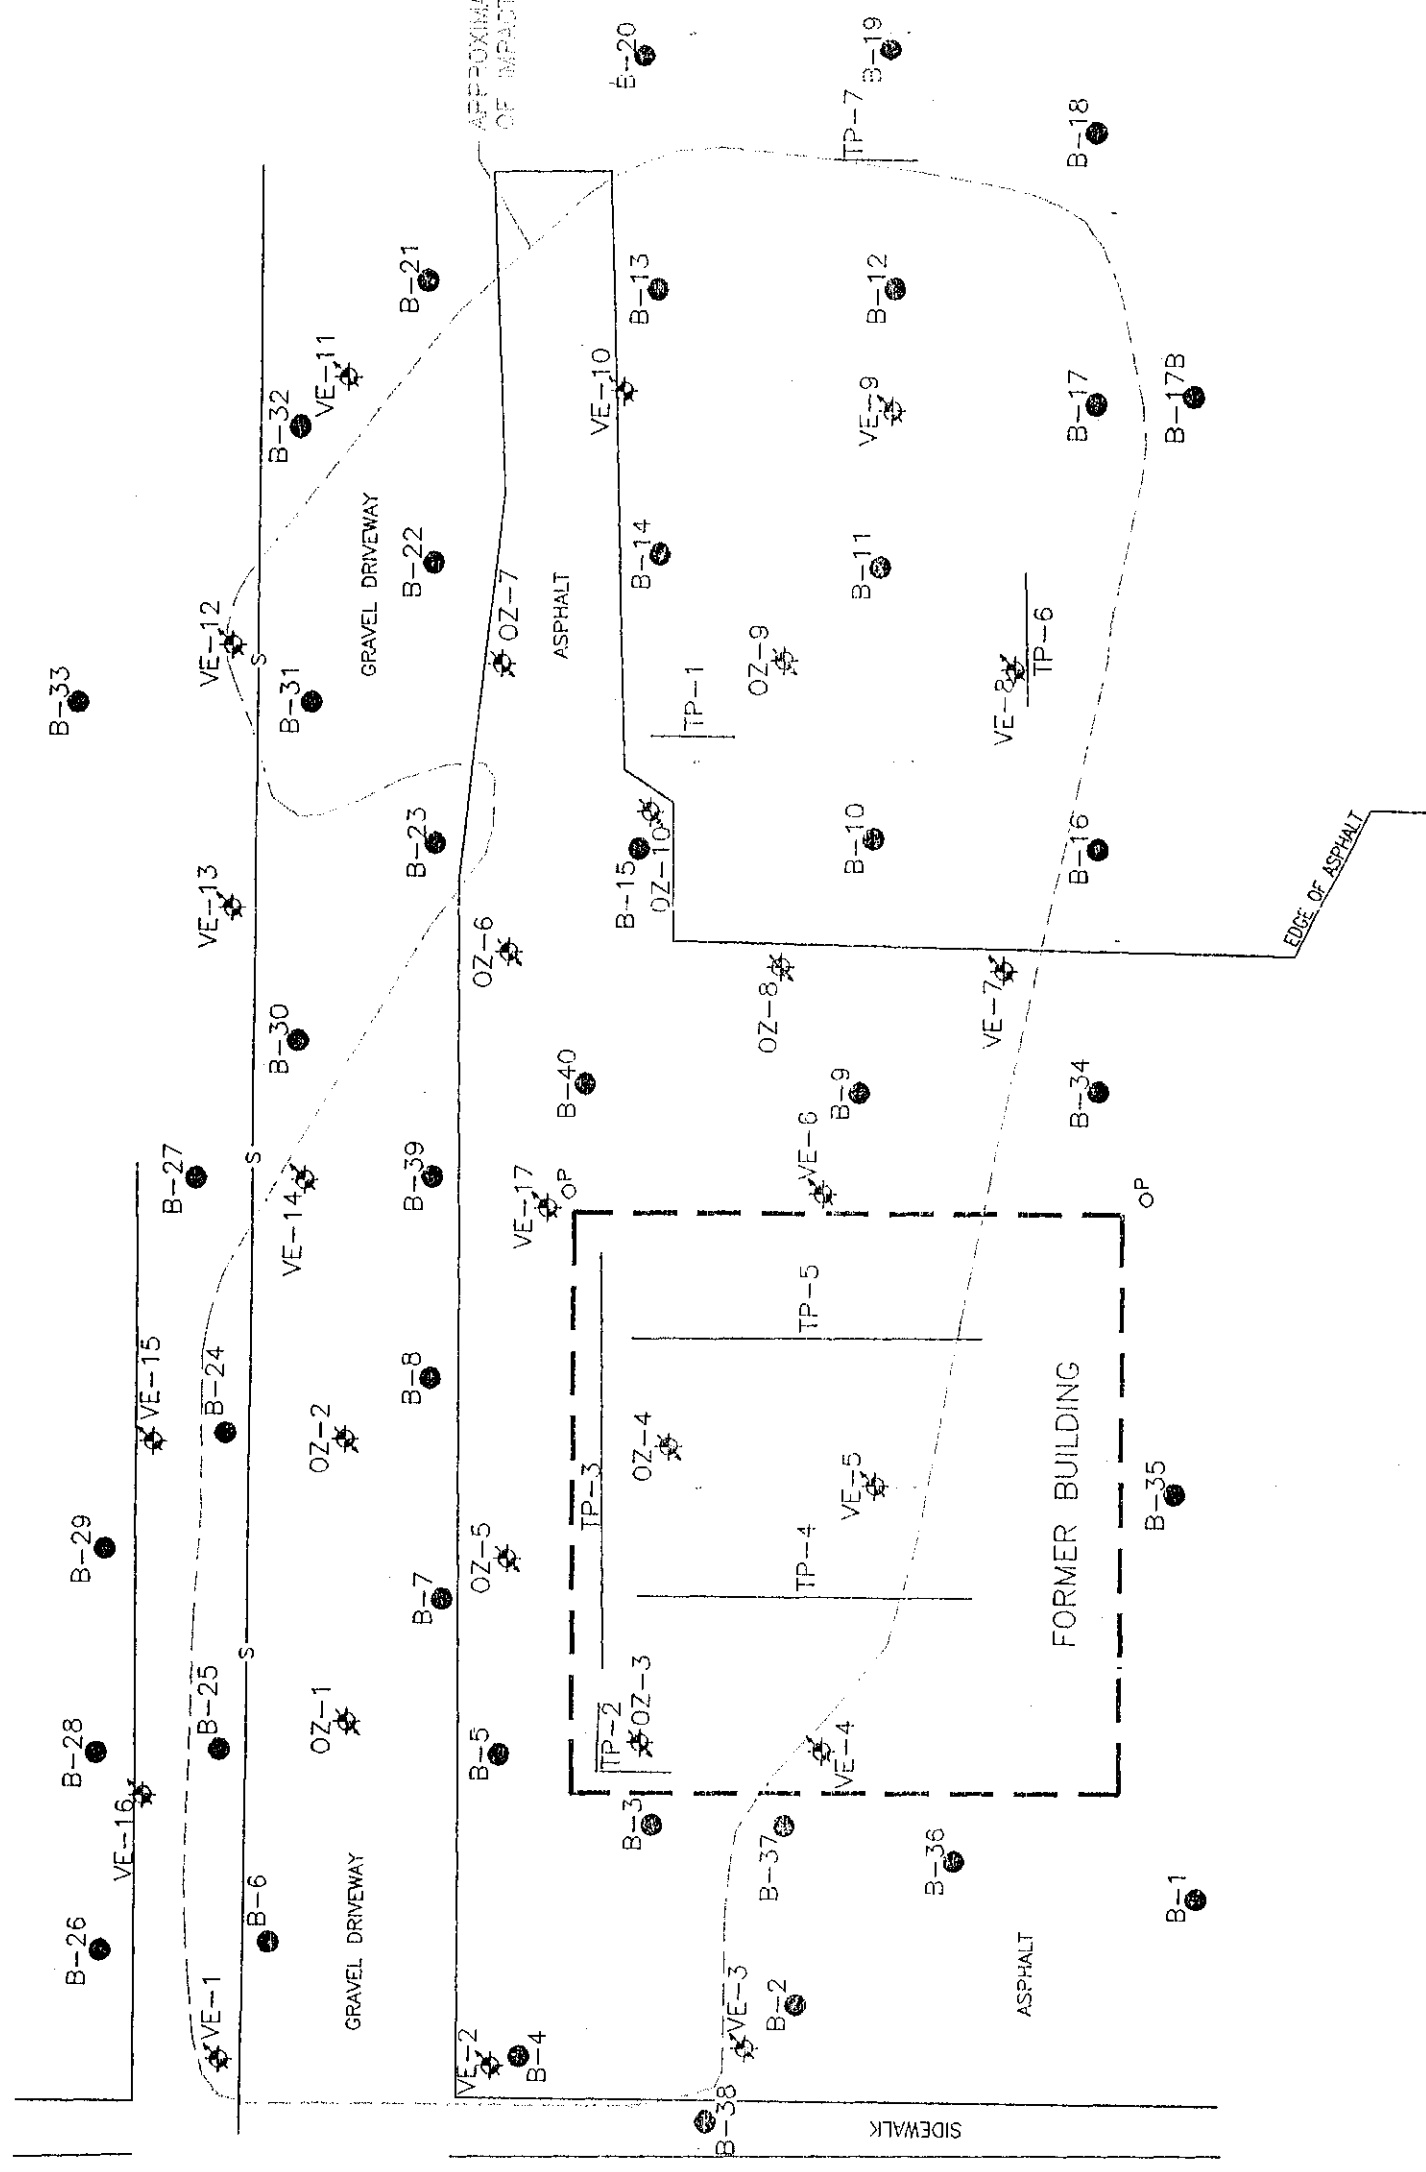 APPROXIMA
OF IMPACT
B-20
B-19
TP-7
B-18
B-21
B-13
B-12
VE-11
B-32
VE-10
VE-9
B-17
B-17B
GRAVEL DRIVEWAY
B-22
B-14
B-11
VE-12
S
OZ-7
ASPHALT
OZ-9
TP-6
B-33
B-31
TP-1
VE-8
B-23
B-15
OZ-10
B-10
B-16
EDGE OF ASPHALT
VE-13
OZ-6
OZ-8
VE-7
B-30
B-40
B-9
B-34
B-27
S
VE-14
B-39
VE-17
P
VE-6
P
VE-15
B-24
B-8
TP-5
OZ-2
OZ-4
FORMER BUILDING
B-29
OZ-5
TP-3
VE-5
B-35
B-7
TP-4
S
B-28
B-25
OZ-1
B-5
TP-2
OZ-3
VE-4
VE-16
B-3
B-37
B-36
B-26
B-6
GRAVEL DRIVEWAY
B-1
VE-1
VE-3
B-2
ASPHALT
VE-2
B-4
B-38
SIDEWALK